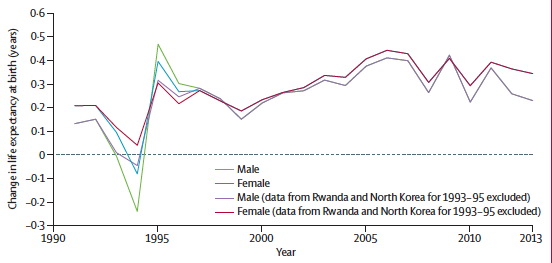 Change in life expectancy at birth (years)
0·6
0·5
0·4
0·3
0·2
0·1
0
–0·1
–0·2
–0·3
Male
Female
Male (data from Rwanda and North Korea for 1993–95 excluded)
Female (data from Rwanda and North Korea for 1993–95 excluded)
1990
1995
2000
2005
2010
2013
Year